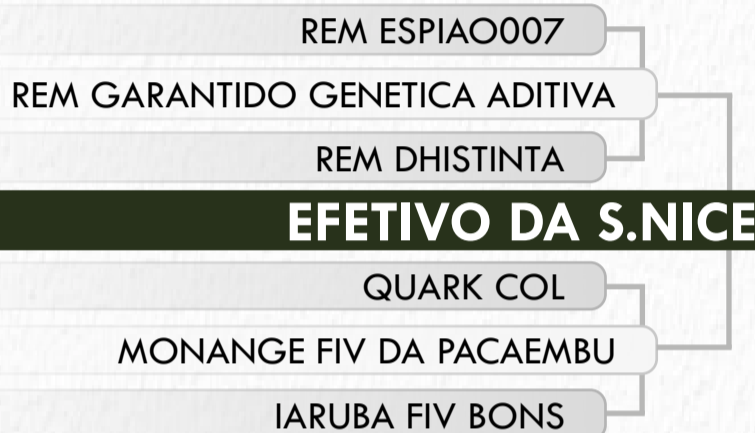 REM ESPIAO007
REM GARANTIDO GENETICA ADITIVA
REM DHISTINTA
EFETIVO DA S.NICE
QUARK COL
MONANGE FIV DA PACAEMBU
IARUBA FIV BONS